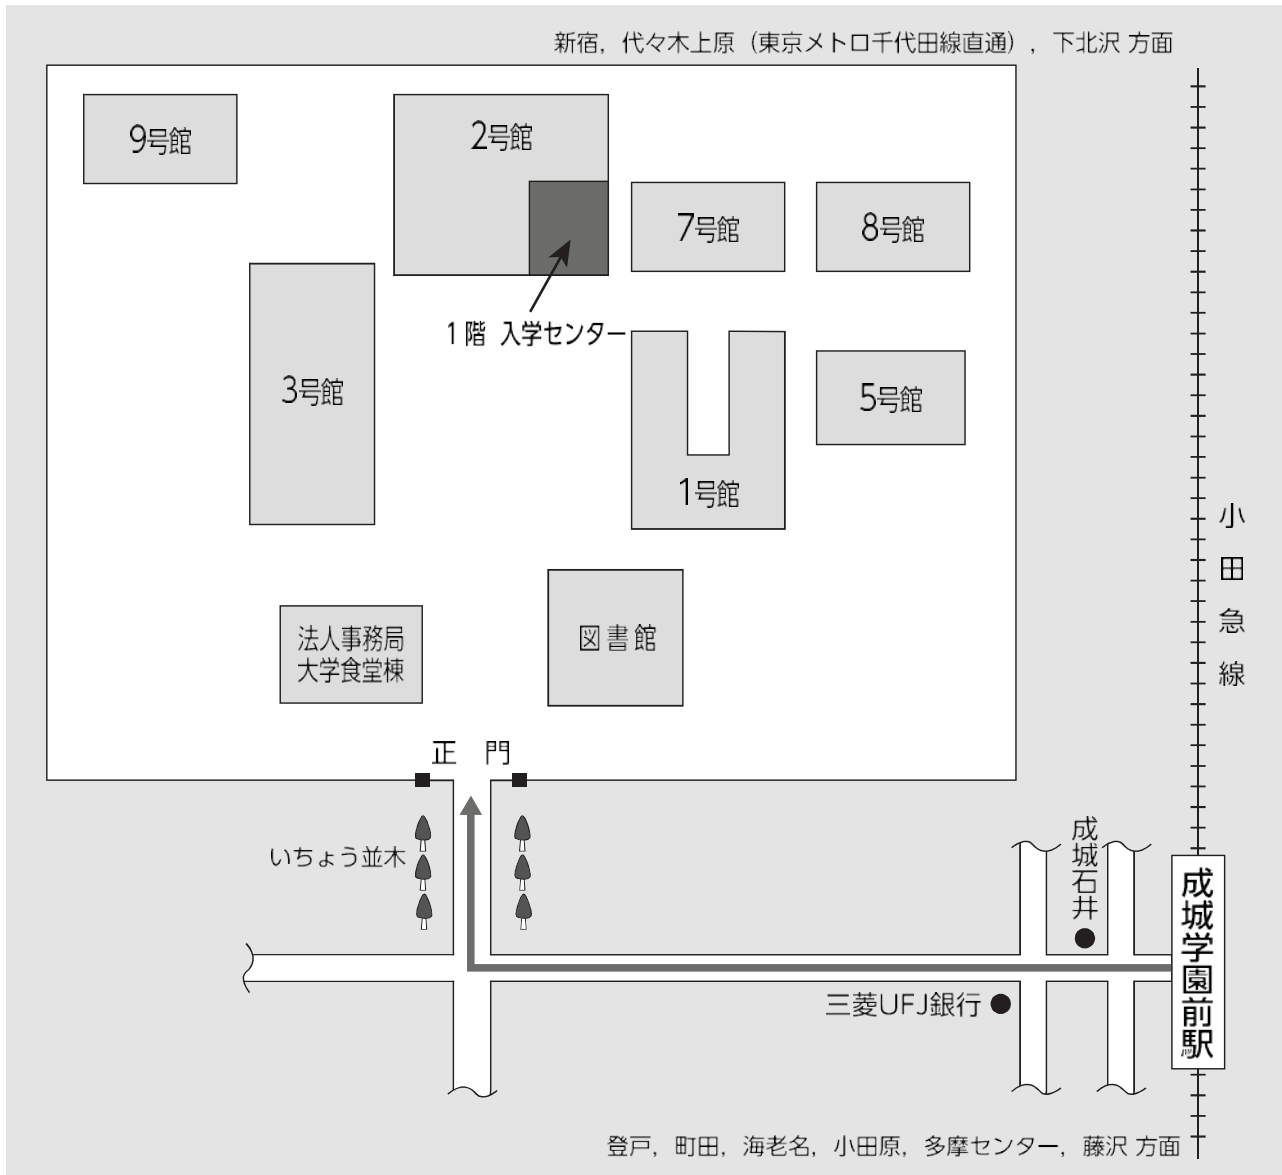 新宿，代々木上原（東京メトロ千代田線直通），下北沢 方面
9号館
2号館
7号館
8号館
1階 入学センター
3号館
5号館
1号館
小田急線
法人事務局
大学食堂棟
図書館
正 門
いちょう並木
成城石井
成城学園前駅
三菱UFJ銀行
登戸，町田，海老名，小田原，多摩センター，藤沢 方面